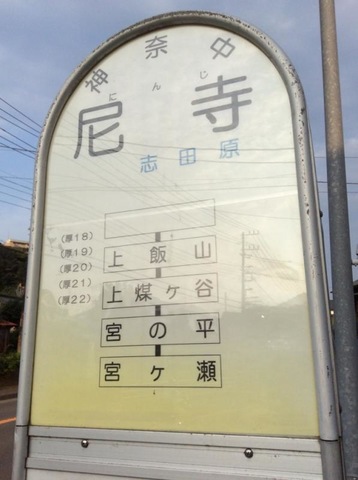 神奈中
にんじ
尼寺
志田原
(厚18)
(厚19)
(厚20)
(厚21)
(厚22)
上飯山
上煤ヶ谷
宮の平
宮ヶ瀬